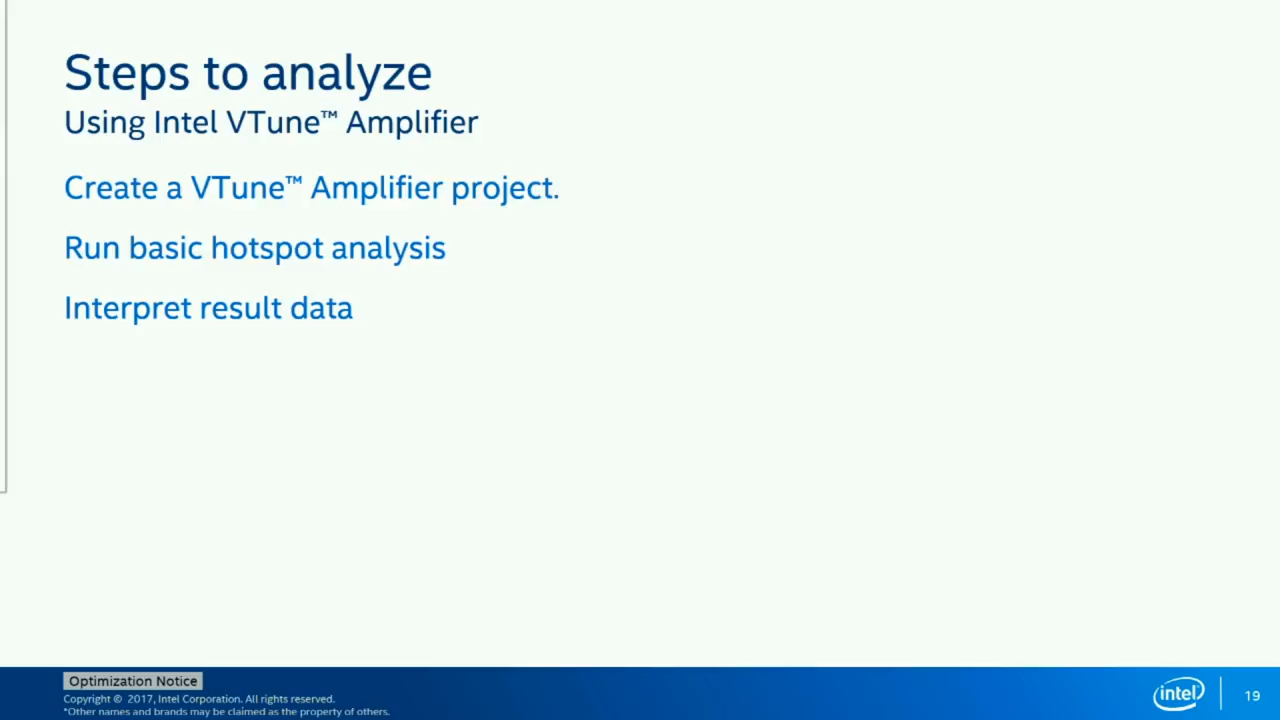 Steps to analyze
Using Intel VTune™ Amplifier
Create a VTune™ Amplifier project.
Run basic hotspot analysis
Interpret result data
Optimization Notice
Copyright © 2017, Intel Corporation. All rights reserved.
*Other names and brands may be claimed as the property of others.
intel
19